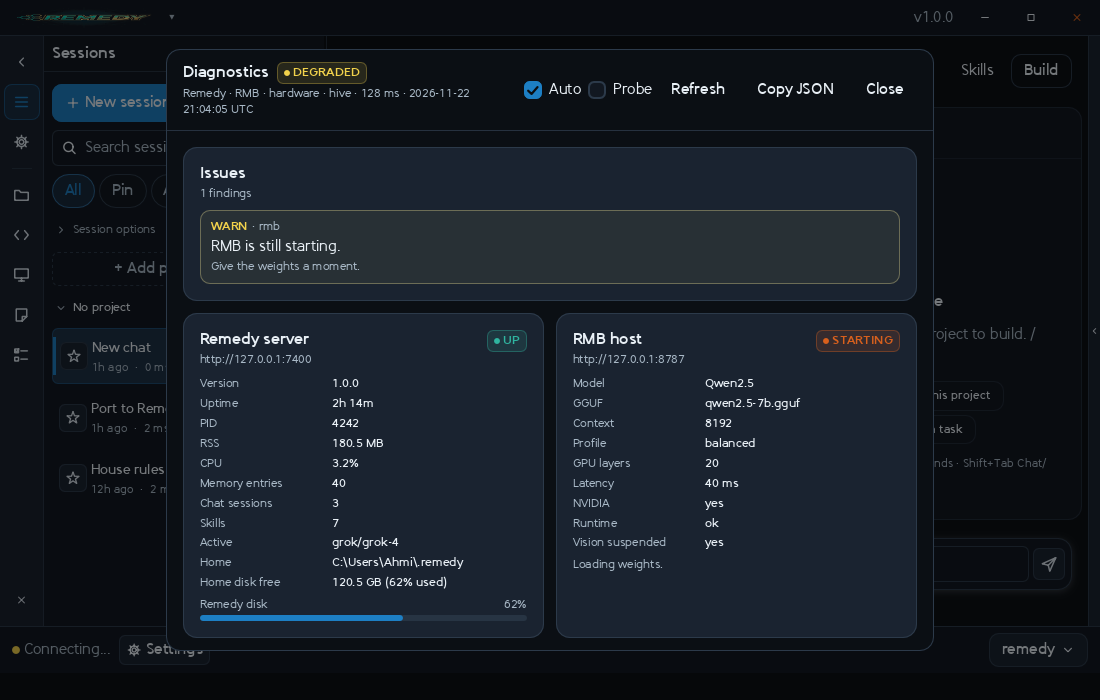 REMEDY
v1.0.0
Sessions
New session
Search sessi
All
Pin
Session options
+ Add p
No project
New chat
1h ago · 0 m
Port to Rem
1h ago · 2 ms
House rules
12h ago · 2 m
Skills
Build
Diagnostics
DEGRADED
Remedy · RMB · hardware · hive · 128 ms · 2026-11-22
21:04:05 UTC
Auto
Probe
Refresh
Copy JSON
Close
Issues
1 findings
WARN · rmb
RMB is still starting.
Give the weights a moment.
Remedy server
UP
http://127.0.0.1:7400
Version 1.0.0
Uptime 2h 14m
PID 4242
RSS 180.5 MB
CPU 3.2%
Memory entries 40
Chat sessions 3
Skills 7
Active grok/grok-4
Home C:\Users\Ahmi\.remedy
Home disk free 120.5 GB (62% used)
Remedy disk 62%
RMB host
STARTING
http://127.0.0.1:8787
Model Qwen2.5
GGUF qwen2.5-7b.gguf
Context 8192
Profile balanced
GPU layers 20
Latency 40 ms
NVIDIA yes
Runtime ok
Vision suspended yes
Loading weights.
e
roject to build. /
his project
task
nds · Shift+Tab Chat/
Connecting...
Settings
remedy